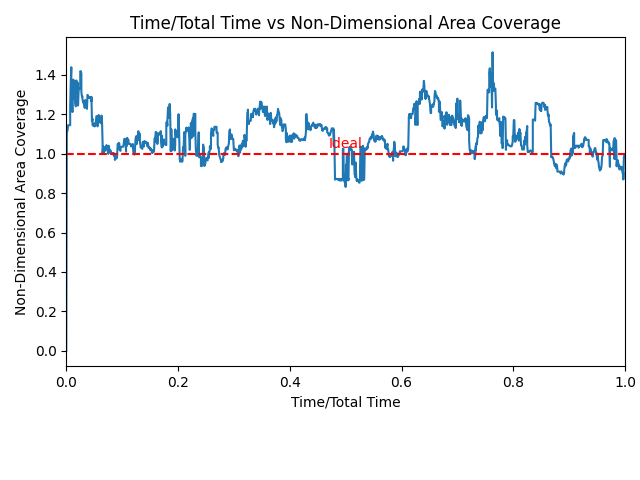 Time/Total Time vs Non-Dimensional Area Coverage
Non-Dimensional Area Coverage
1.4
1.2
1.0
0.8
0.6
0.4
0.2
0.0
Ideal
0.0 0.2 0.4 0.6 0.8 1.0
Time/Total Time